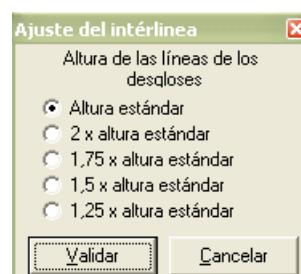 Ajuste del intérlinea
Altura de las líneas de los
desgloses
Altura estándar
2 x altura estándar
1,75 x altura estándar
1,5 x altura estándar
1,25 x altura estándar
Validar
Cancelar